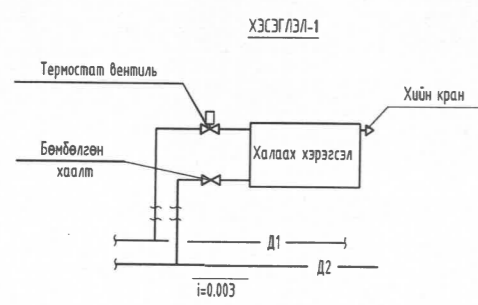 ХЭСЭГЛЭЛ-1
Термостат вентиль
Хийн кран
Бөмбөлгөн
хаалт
Халаах хэрэгсэл
Д1
Д2
i=0.003